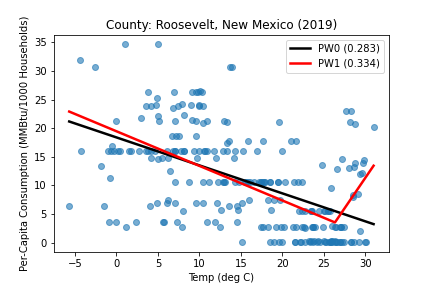 County: Roosevelt, New Mexico (2019)
Per-Capita Consumption (MMBtu/1000 Households)
35
30
25
20
15
10
5
0
PW0 (0.283)
PW1 (0.334)
−5 0 5 10 15 20 25 30
Temp (deg C)